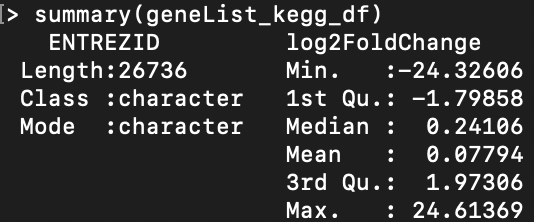 [> summary(geneList_kegg_df)
ENTREZID log2FoldChange
Length:26736 Min. :-24.32606
Class :character 1st Qu.: -1.79858
Mode :character Median : 0.24106
Mean : 0.07794
3rd Qu.: 1.97306
Max. : 24.61369